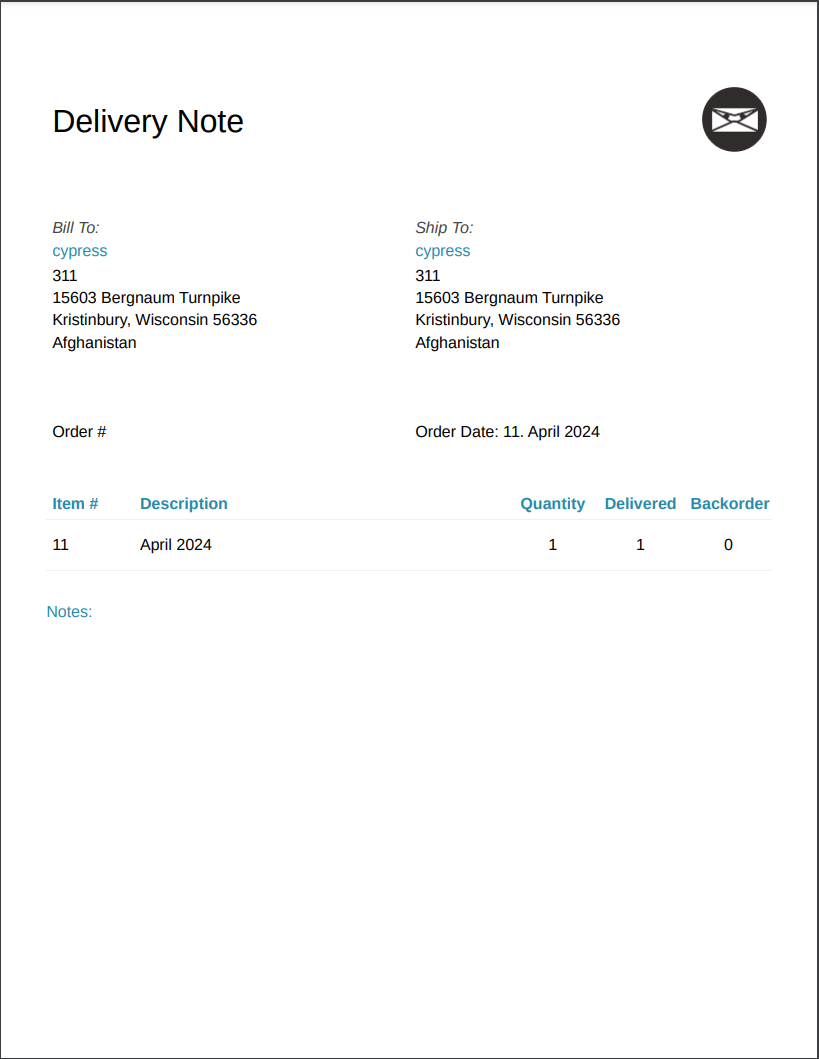 Delivery Note
Bill To:
cypress
311
15603 Bergnaum Turnpike
Kristinbury, Wisconsin 56336
Afghanistan
Ship To:
cypress
311
15603 Bergnaum Turnpike
Kristinbury, Wisconsin 56336
Afghanistan
Order #
Order Date: 11. April 2024
Item # Description Quantity Delivered Backorder
11 April 2024 1 1 0
Notes: